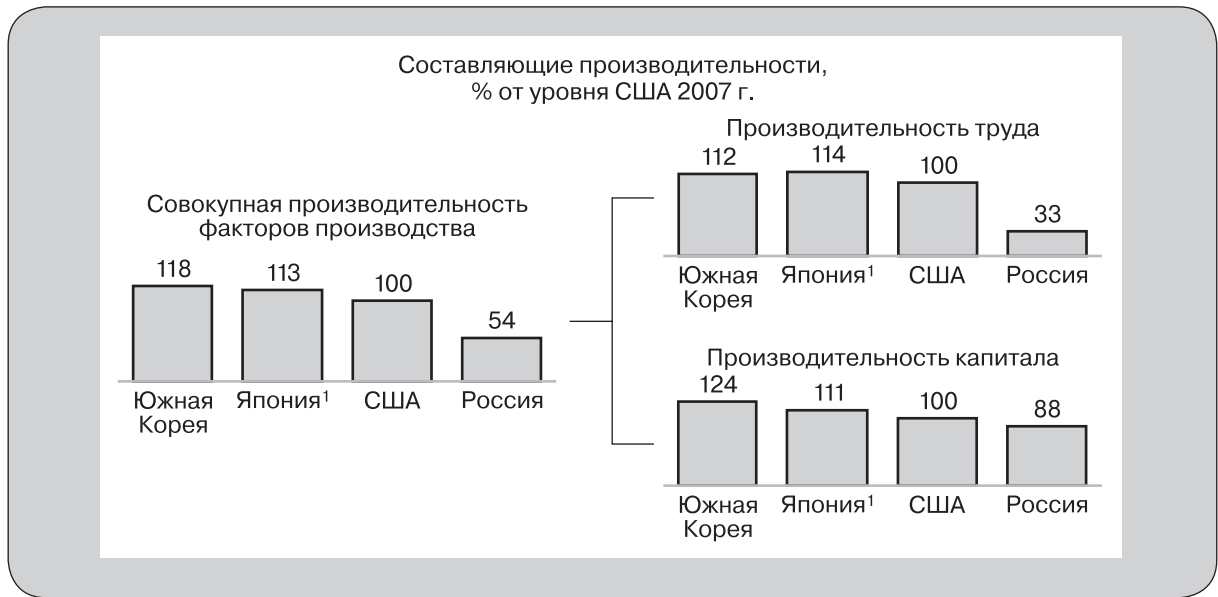 Составляющие производительности,
% от уровня США 2007 г.
Совокупная производительность
факторов производства
118 113 100 54
Южная Корея Япония¹ США Россия
Производительность труда
112 114 100 33
Южная Корея Япония¹ США Россия
Производительность капитала
124 111 100 88
Южная Корея Япония¹ США Россия